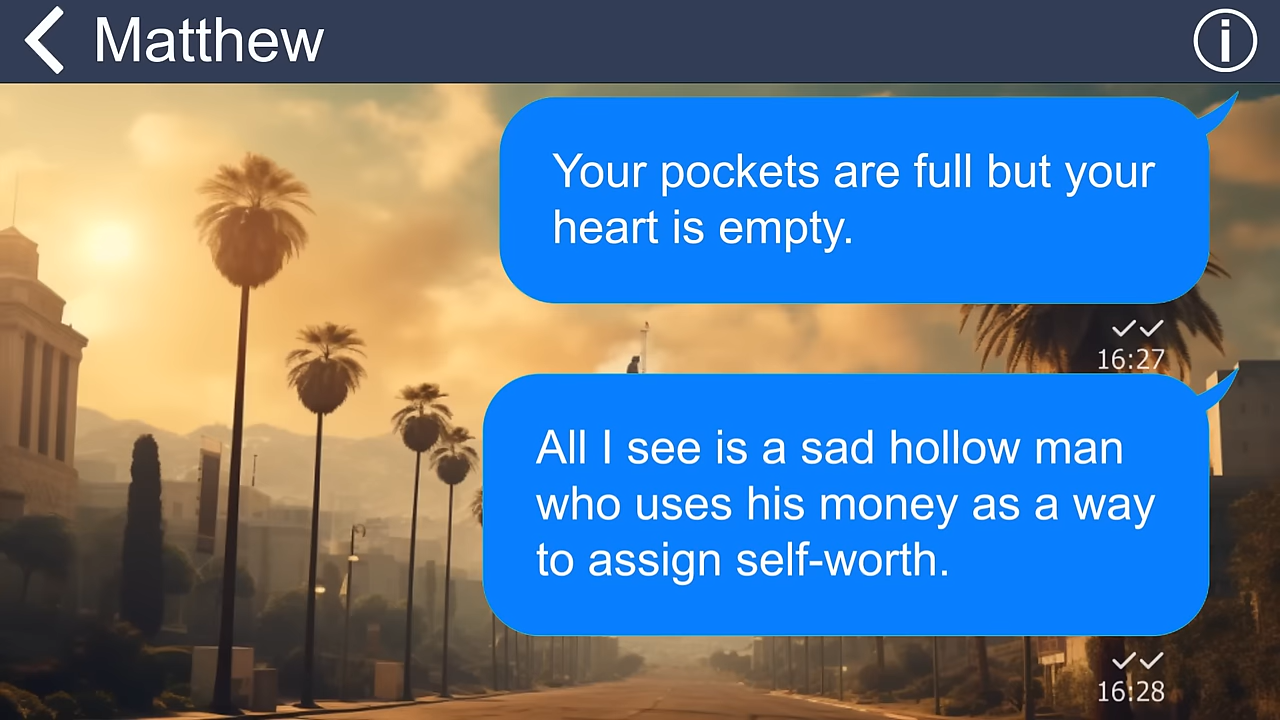 Matthew
Your pockets are full but your
heart is empty.
16:27
All I see is a sad hollow man
who uses his money as a way
to assign self-worth.
16:28